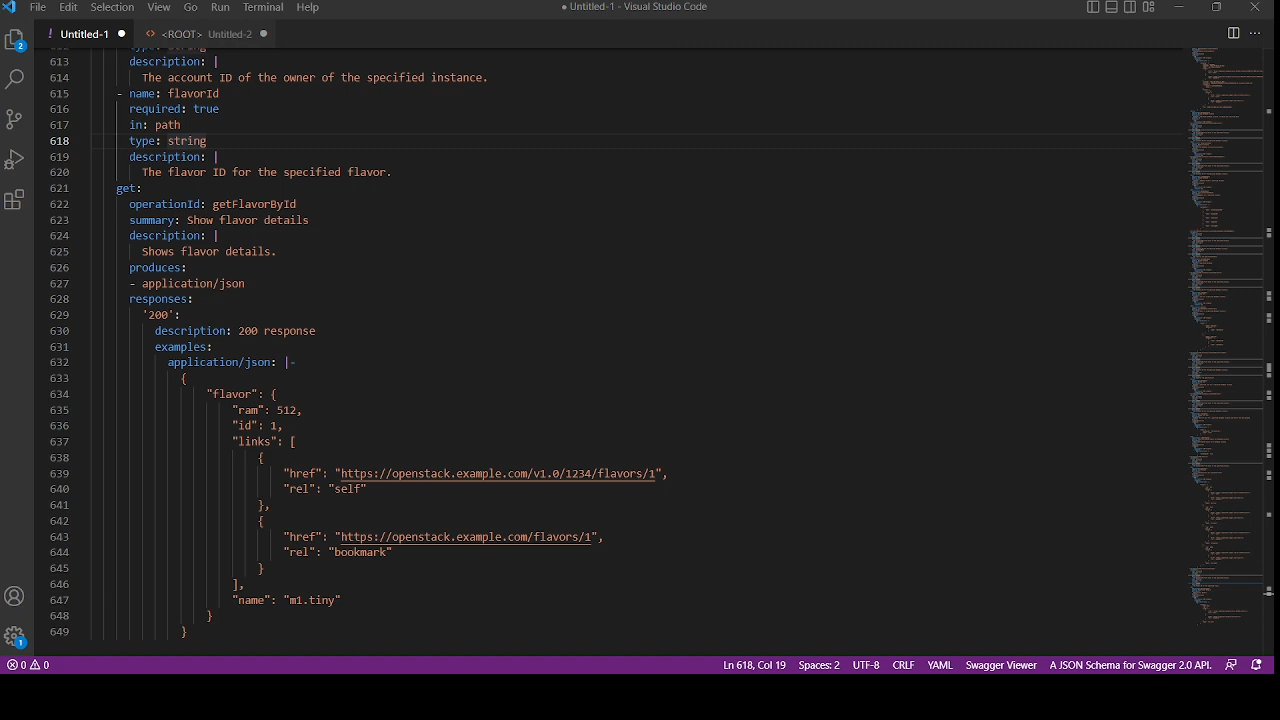 File Edit Selection View Go Run Terminal Help ● Untitled-1 - Visual Studio Code
! Untitled-1 ● <> <ROOT> Untitled-2 ●
2
613 description: |
614 The account ID of the owner of the specified instance.
615 - name: flavorId
616 required: true
617 in: path
618 type: string
619 description: |
620 The flavor ID for the specified flavor.
621 get:
622 operationId: getFlavorById
623 summary: Show flavor details
624 description: |
625 Shows flavor details.
626 produces:
627 - application/json
628 responses:
629 '200':
630 description: 200 response
631 examples:
632 application/json: |-
633 {
634 "flavor": {
635 "ram": 512,
636 "id": 1,
637 "links": [
638 {
639 "href": "https://openstack.example.com/v1.0/1234/flavors/1",
640 "rel": "self"
641 },
642 {
643 "href": "https://openstack.example.com/flavors/1",
644 "rel": "bookmark"
645 }
646 ],
647 "name": "m1.tiny"
648 }
649 }
1
0 0 Ln 618, Col 19 Spaces: 2 UTF-8 CRLF YAML Swagger Viewer A JSON Schema for Swagger 2.0 API.